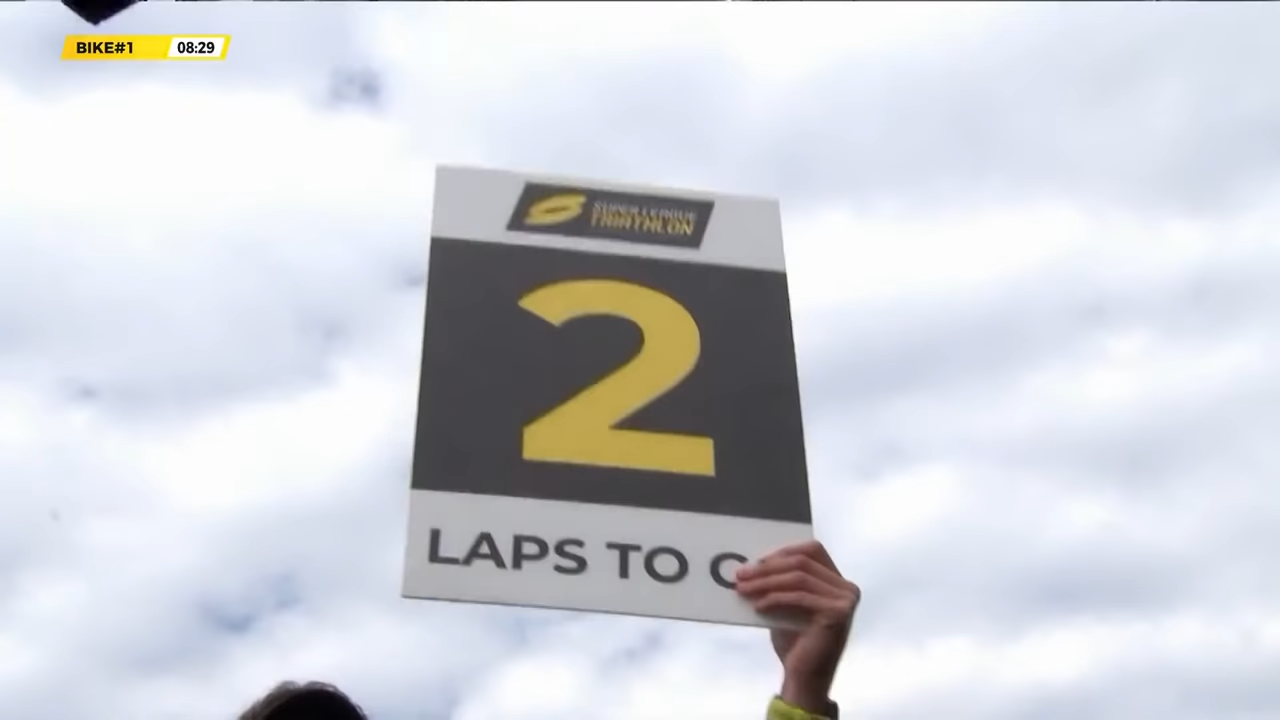 BIKE#1 08:29
SUPER LEAGUE
TRIATHLON
2
LAPS TO